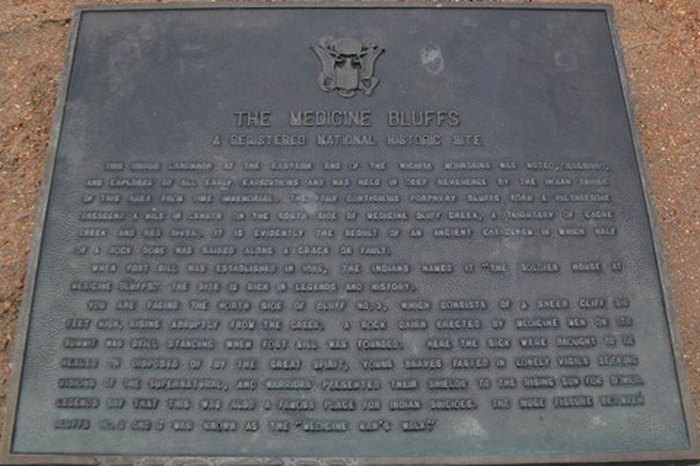 THE MEDICINE BLUFFS
A REGISTERED NATIONAL HISTORIC SITE
THIS UNIQUE LANDMARK AT THE EASTERN END OF THE WICHITA MOUNTAINS WAS NOTED, DESCRIBED,
AND EXPLORED BY ALL EARLY EXPEDITIONS AND WAS HELD IN DEEP REVERENCE BY THE INDIAN TRIBES
OF THIS AREA FROM TIME IMMEMORIAL. THE FOUR CONTIGUOUS PORPHYRY BLUFFS FORM A PICTURESQUE
CRESCENT A MILE IN LENGTH ON THE SOUTH SIDE OF MEDICINE BLUFF CREEK, A TRIBUTARY OF CACHE
CREEK AND RED RIVER. IT IS EVIDENTLY THE RESULT OF AN ANCIENT CATACLYSM IN WHICH HALF
OF A ROCK DOME WAS RAISED ALONG A CRACK OR FAULT.
WHEN FORT SILL WAS ESTABLISHED IN THE INDIANS NAMED IT "THE SOLDIER HOUSE AT
MEDICINE BLUFFS." THE SITE IS RICH IN LEGENDS AND HISTORY.
YOU ARE FACING THE NORTH SIDE OF BLUFF NO. 3, WHICH CONSISTS OF A SHEER CLIFF
FEET HIGH, RISING ABRUPTLY FROM THE CREEK. A ROCK CAIRN ERECTED BY MEDICINE MEN ON ITS
SUMMIT WAS STILL STANDING WHEN FORT SILL WAS FOUNDED. HERE THE SICK WERE BROUGHT TO BE
HEALED OR DISPOSED OF BY THE GREAT SPIRIT, YOUNG BRAVES FASTED IN LONELY VIGILS SEEKING
VISIONS OF THE SUPERNATURAL, AND WARRIORS PRESENTED THEIR SHIELDS TO THE RISING SUN FOR POWER.
LEGENDS SAY THAT THIS WAS ALSO A FAMOUS PLACE FOR INDIAN SUICIDES. THE HUGE FISSURE BETWEEN
BLUFFS NO. 2 AND 3 WAS KNOWN AS THE "MEDICINE MAN'S WALK."